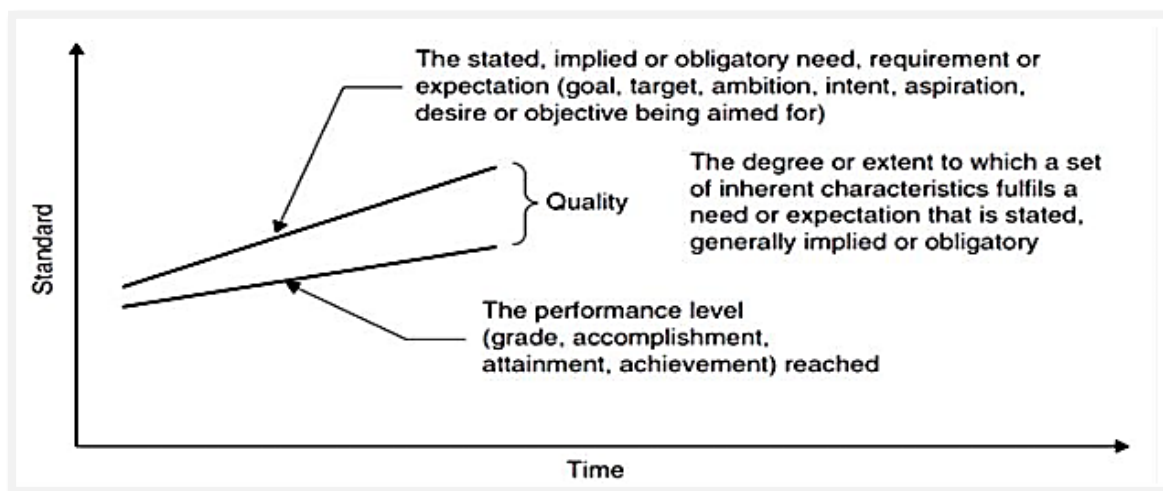 The stated, implied or obligatory need, requirement or
expectation (goal, target, ambition, intent, aspiration,
desire or objective being aimed for)
The degree or extent to which a set
of inherent characteristics fulfils a
need or expectation that is stated,
generally implied or obligatory
Quality
Standard
The performance level
(grade, accomplishment,
attainment, achievement) reached
Time